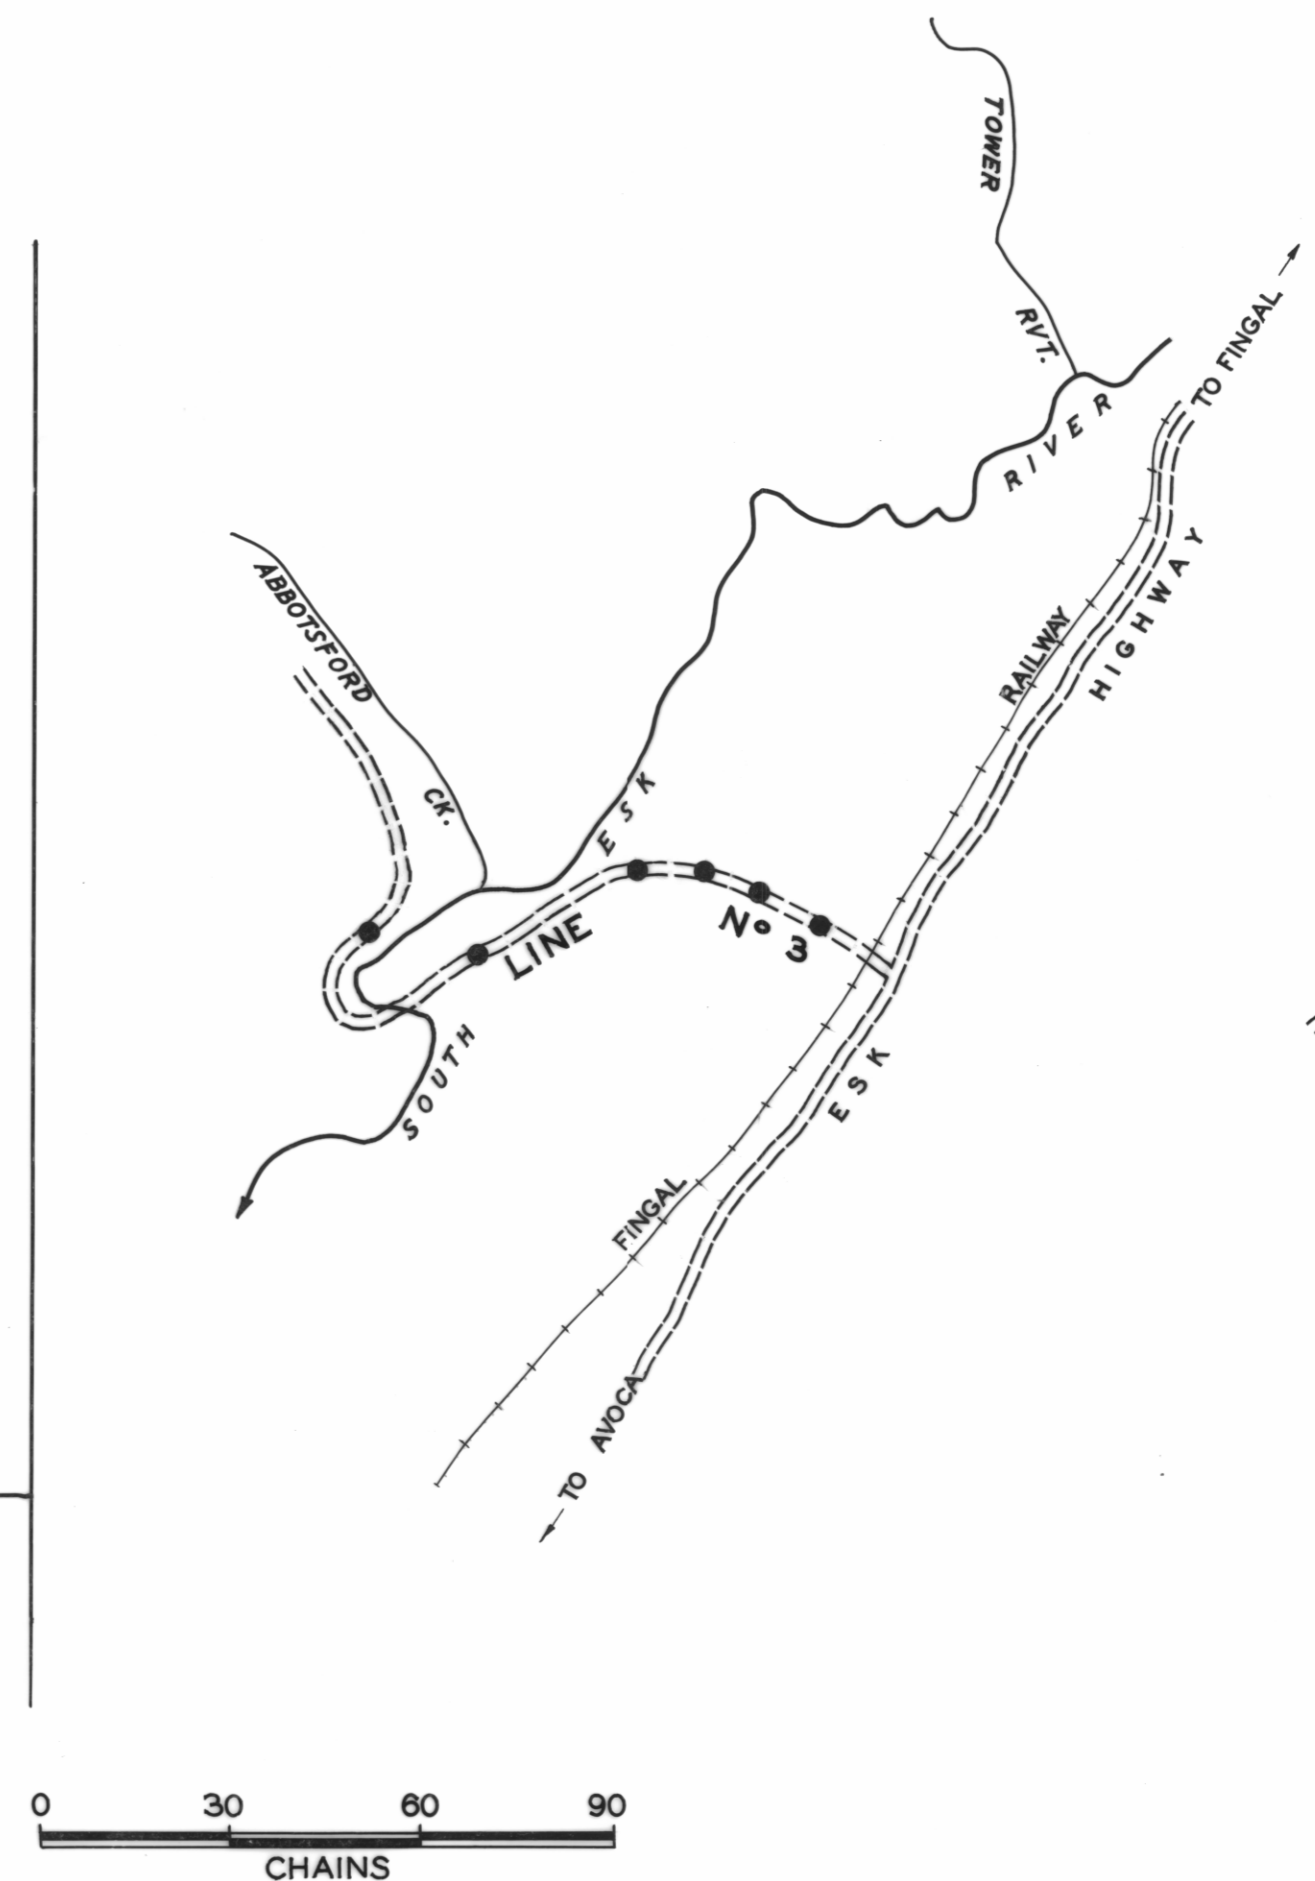 TOWER RVT.
TO FINGAL
SOUTH ESK RIVER
ABBOTSFORD CK.
FINGAL RAILWAY
ESK HIGHWAY
LINE No 3
TO AVOCA
0 30 60 90
CHAINS